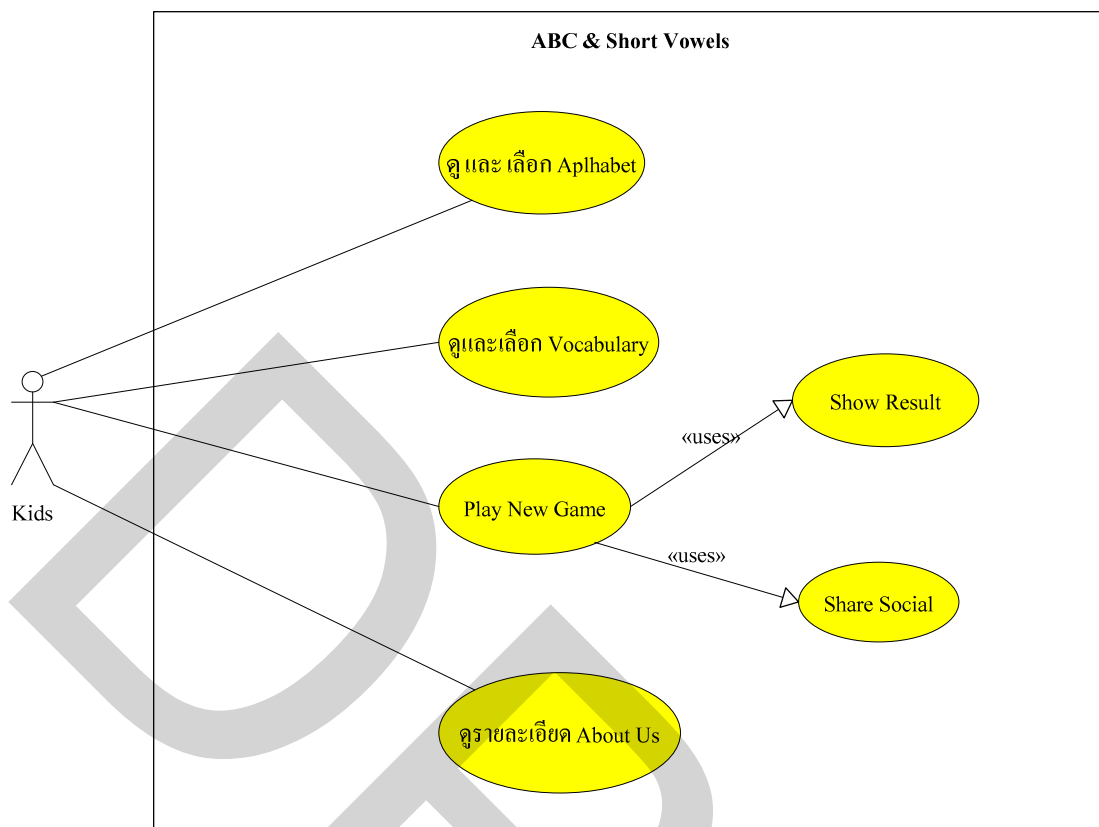 ABC & Short Vowels
ดู และ เลือก Aplhabet
ดูและเลือก Vocabulary
Show Result
«uses»
Play New Game
Kids
«uses»
Share Social
ดูรายละเอียด About Us